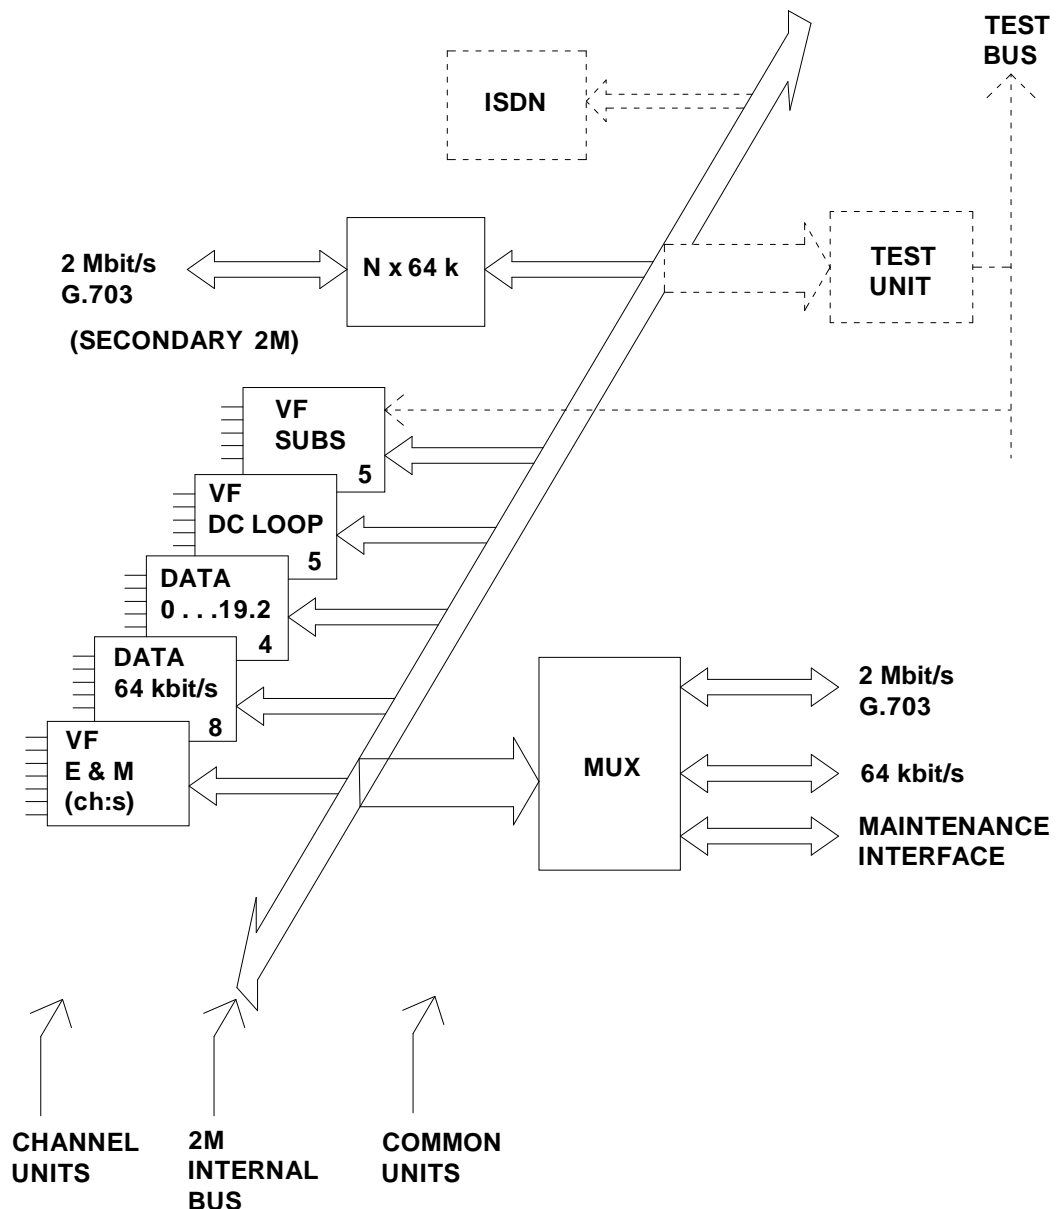 TEST
BUS
ISDN
2 Mbit/s
G.703
(SECONDARY 2M)
N x 64 k
TEST
UNIT
VF
SUBS
5
VF
DC LOOP
5
DATA
0 . . .19.2
4
DATA
64 kbit/s
8
VF
E & M
(ch:s)
MUX
2 Mbit/s
G.703
64 kbit/s
MAINTENANCE
INTERFACE
CHANNEL
UNITS
2M
INTERNAL
BUS
COMMON
UNITS